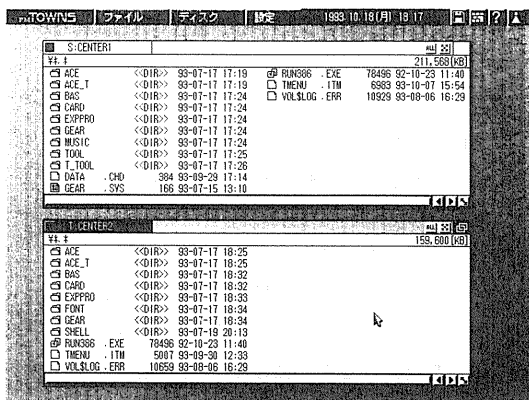 FM TOWNS ファイル ディスク 設定 1993.10.18(月) 19:17
S:CENTER1 ALL
¥*.* 211,568[KB]
ACE <<DIR>> 93-07-17 17:19 RUN386 .EXE 78496 92-10-23 11:40
ACE_T <<DIR>> 93-07-17 17:19 TMENU .ITM 6983 93-10-07 15:54
BAS <<DIR>> 93-07-17 17:24 VOL$LOG .ERR 10929 93-08-06 16:29
CARD <<DIR>> 93-07-17 17:24
EXPPRO <<DIR>> 93-07-17 17:24
GEAR <<DIR>> 93-07-17 17:24
MUSIC <<DIR>> 93-07-17 17:24
TOOL <<DIR>> 93-07-17 17:25
T_TOOL <<DIR>> 93-07-17 17:26
DATA .CHD 384 93-09-29 17:14
GEAR .SYS 166 93-07-15 13:10
T:CENTER2 ALL
¥*.* 159,600[KB]
ACE <<DIR>> 93-07-17 18:25
ACE_T <<DIR>> 93-07-17 18:25
BAS <<DIR>> 93-07-17 18:32
CARD <<DIR>> 93-07-17 18:32
EXPPRO <<DIR>> 93-07-17 18:33
FONT <<DIR>> 93-07-17 18:34
GEAR <<DIR>> 93-07-17 18:34
SHELL <<DIR>> 93-07-19 20:13
RUN386 .EXE 78496 92-10-23 11:40
TMENU .ITM 5007 93-09-30 12:33
VOL$LOG .ERR 10659 93-08-06 16:29